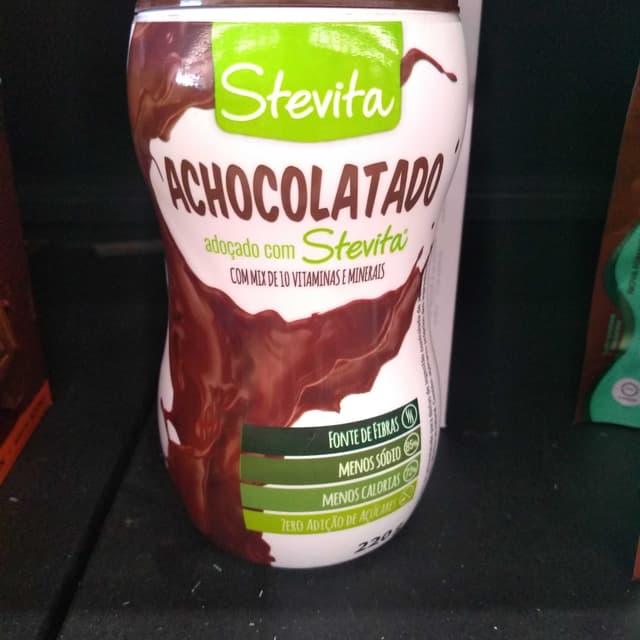 Stevita
ACHOCOLATADO
adoçado com Stevita®
COM MIX DE 10 VITAMINAS E MINERAIS
FONTE DE FIBRAS
MENOS SÓDIO
MENOS CALORIAS
ZERO ADIÇÃO DE AÇÚCARES
220